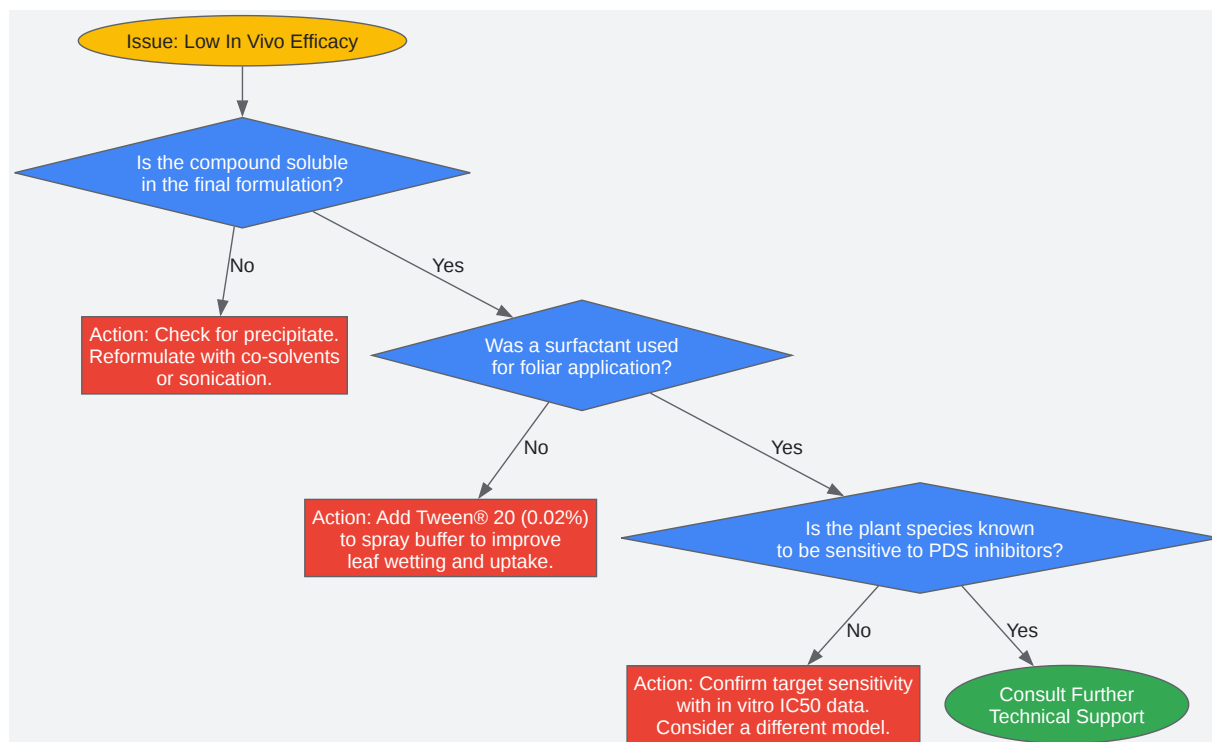 Issue: Low In Vivo Efficacy
Is the compound soluble
in the final formulation?
No
Yes
Action: Check for precipitate.
Reformulate with co-solvents
or sonication.
Was a surfactant used
for foliar application?
No
Yes
Action: Add Tween® 20 (0.02%)
to spray buffer to improve
leaf wetting and uptake.
Is the plant species known
to be sensitive to PDS inhibitors?
No
Yes
Action: Confirm target sensitivity
with in vitro IC50 data.
Consider a different model.
Consult Further
Technical Support